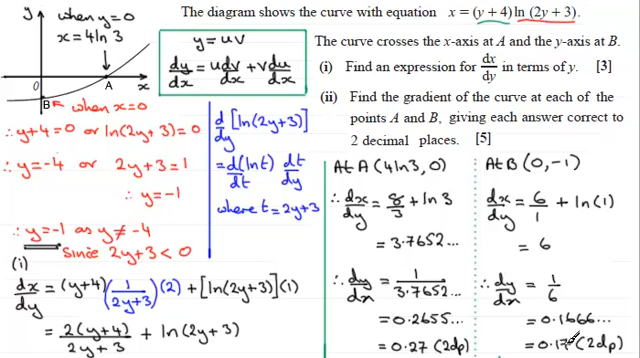 The diagram shows the curve with equation x = (y + 4) ln (2y + 3).
y
when y=0
x = 4ln 3
0
A
x
B
when x=0
y = uv
dy/dx = u dv/dx + v du/dx
The curve crosses the x-axis at A and the y-axis at B.
(i) Find an expression for dx/dy in terms of y. [3]
(ii) Find the gradient of the curve at each of the
points A and B, giving each answer correct to
2 decimal places. [5]
∴ y+4=0 or ln(2y+3)=0
∴ y=-4 or 2y+3=1
∴ y=-1
∴ y=-1 as y≠-4
Since 2y+3<0
d/dy [ln(2y+3)]
= d(ln t)/dt dt/dy
where t=2y+3
(i)
dx/dy = (y+4)(1/(2y+3))(2) + [ln(2y+3)](1)
= 2(y+4)/(2y+3) + ln(2y+3)
At A (4ln3, 0)
∴ dx/dy = 8/3 + ln 3
= 3.7652...
∴ dy/dx = 1/3.7652...
= 0.2655...
= 0.27 (2dp)
At B (0, -1)
dx/dy = 6/1 + ln(1)
= 6
∴ dy/dx = 1/6
= 0.1666...
= 0.17 (2dp)